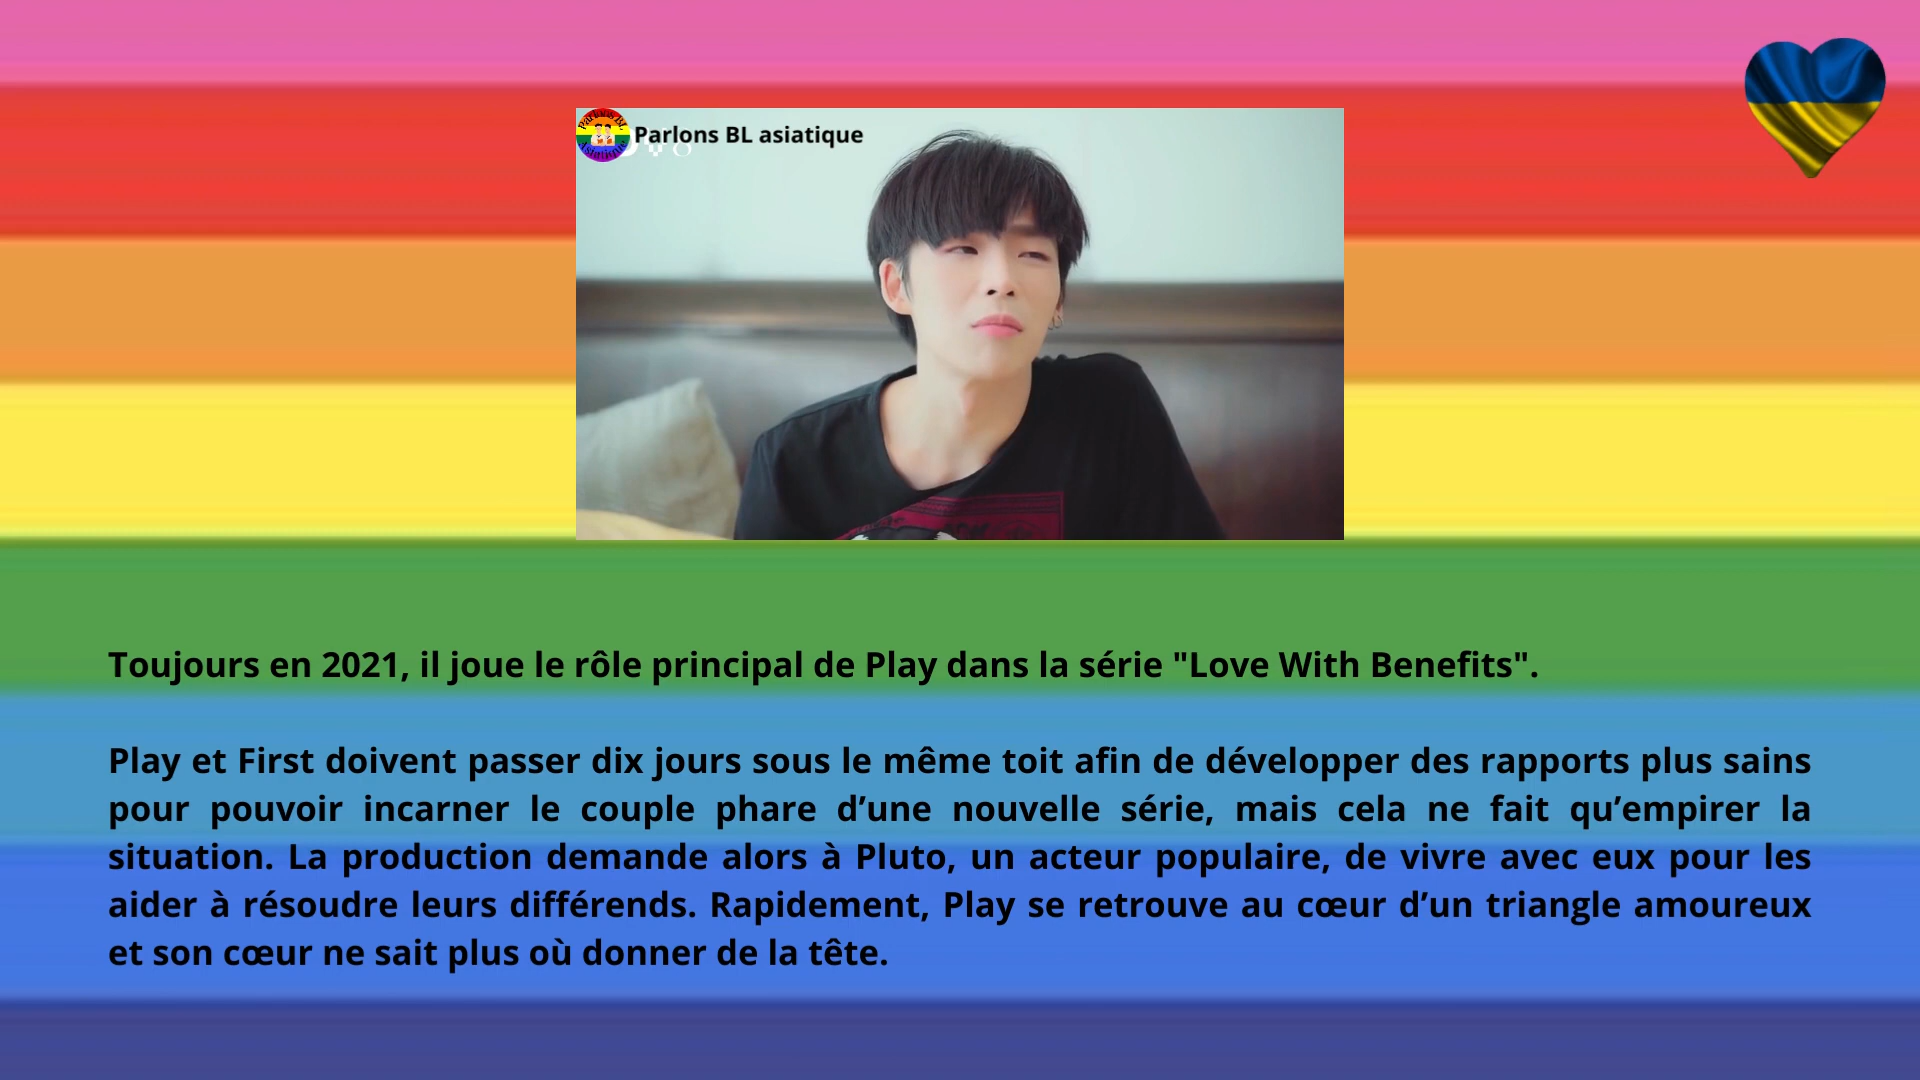 Parlons BL
Asiatique
Parlons BL asiatique
Toujours en 2021, il joue le rôle principal de Play dans la série "Love With Benefits".
Play et First doivent passer dix jours sous le même toit afin de développer des rapports plus sains
pour pouvoir incarner le couple phare d’une nouvelle série, mais cela ne fait qu’empirer la
situation. La production demande alors à Pluto, un acteur populaire, de vivre avec eux pour les
aider à résoudre leurs différends. Rapidement, Play se retrouve au cœur d’un triangle amoureux
et son cœur ne sait plus où donner de la tête.